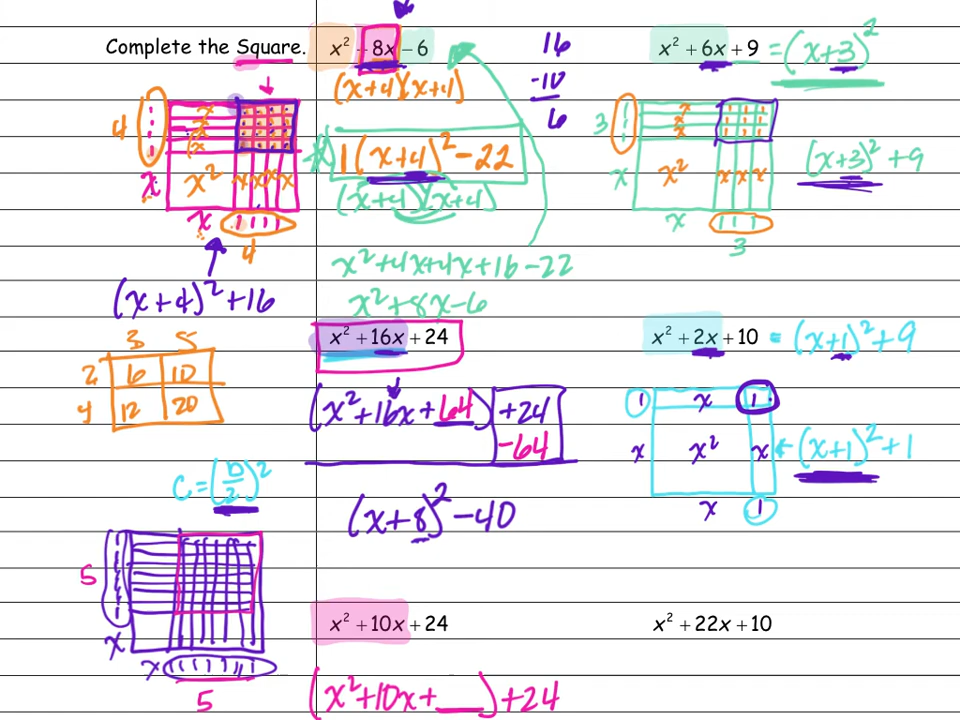 Complete the Square.
x² + 8x - 6
(x+4)(x+4)
1(x+4)² - 22
(x+4)(x+4)
x²+4x+4x+16-22
x²+8x-6
16
-10
6
4
x x x x
x
x²
x x x x
x
4
(x+4)²+16
x² + 6x + 9 = (x+3)²
3
x x x
x
x²
x x x
x
3
(x+3)² + 9
3 5
2 6 10
4 12 20
x² + 16x + 24
(x²+16x+64) +24
-64
(x+8)² - 40
x² + 2x + 10 = (x+1)² + 9
1 x 1
x x² x
x 1
(x+1)² + 1
C = (b/2)²
5
x
x
5
x² + 10x + 24
(x²+10x+___) + 24
x² + 22x + 10